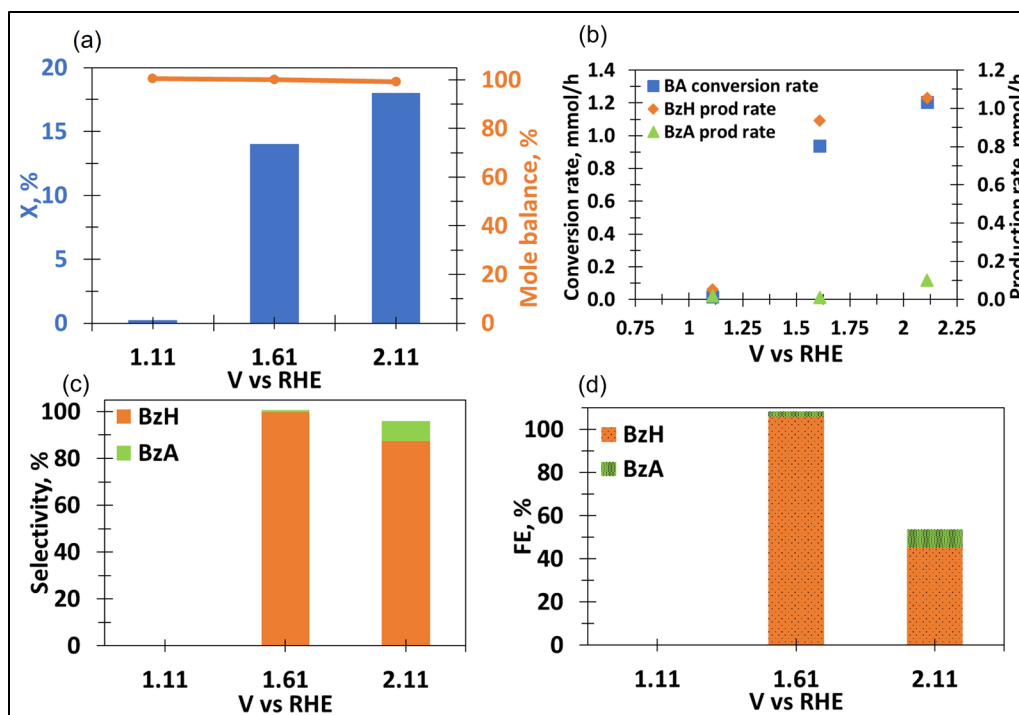 (a)
20
15
10
5
0
X, %
100
80
60
40
20
0
Mole balance, %
1.11 1.61 2.11
V vs RHE
(b)
1.4
1.2
1.0
0.8
0.6
0.4
0.2
0.0
Conversion rate, mmol/h
BA conversion rate
BzH prod rate
BzA prod rate
1.2
1.0
0.8
0.6
0.4
0.2
0.0
Production rate, mmol/h
0.75 1 1.25 1.5 1.75 2 2.25
V vs RHE
(c)
100
80
60
40
20
0
Selectivity, %
BzH
BzA
1.11 1.61 2.11
V vs RHE
(d)
100
80
60
40
20
0
FE, %
BzH
BzA
1.11 1.61 2.11
V vs RHE